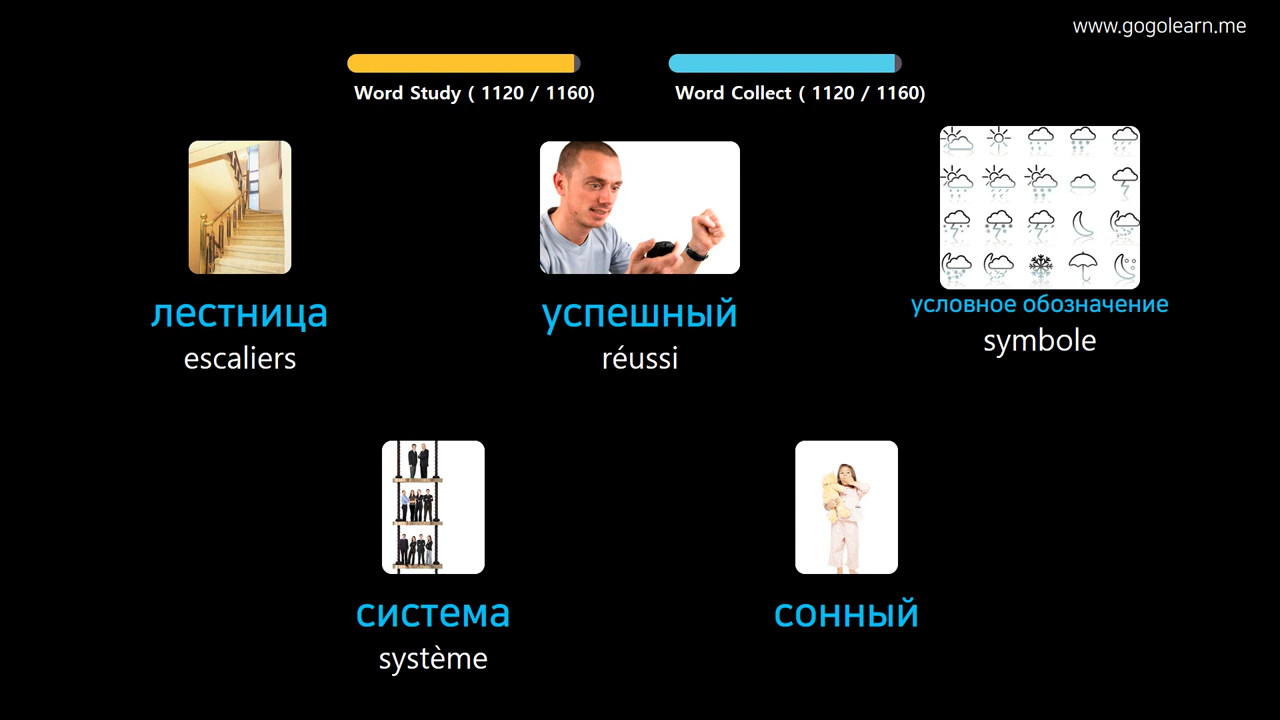 www.gogolearn.me
Word Study ( 1120 / 1160)
Word Collect ( 1120 / 1160)
лестница
escaliers
успешный
réussi
условное обозначение
symbole
система
système
сонный